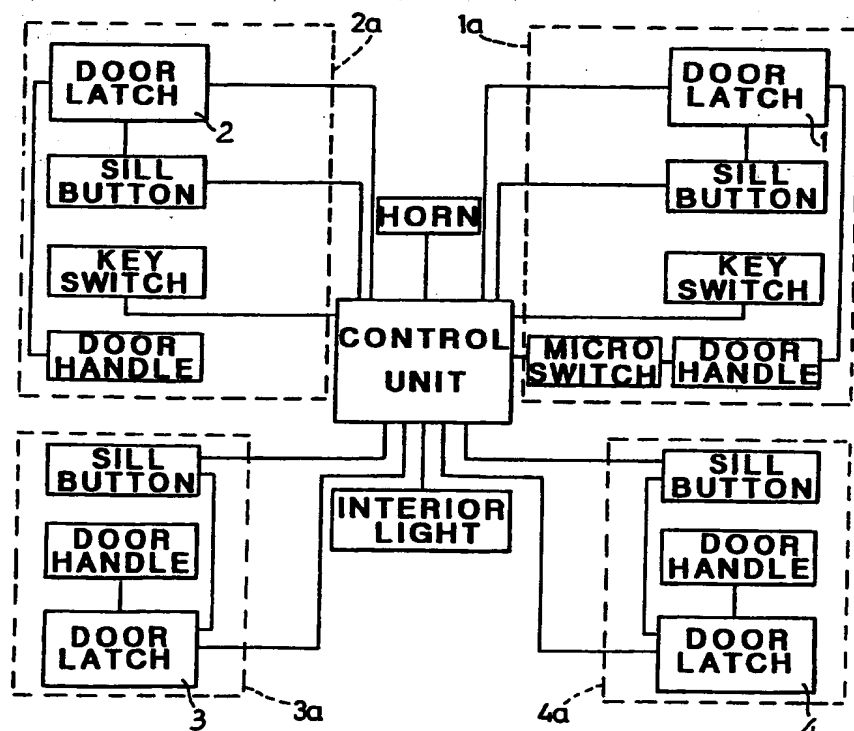 2a
1a
DOOR
LATCH
2
SILL
BUTTON
KEY
SWITCH
DOOR
HANDLE
HORN
CONTROL
UNIT
DOOR
LATCH
1
SILL
BUTTON
KEY
SWITCH
MICRO
SWITCH
DOOR
HANDLE
SILL
BUTTON
DOOR
HANDLE
DOOR
LATCH
3
3a
INTERIOR
LIGHT
SILL
BUTTON
DOOR
HANDLE
DOOR
LATCH
4
4a